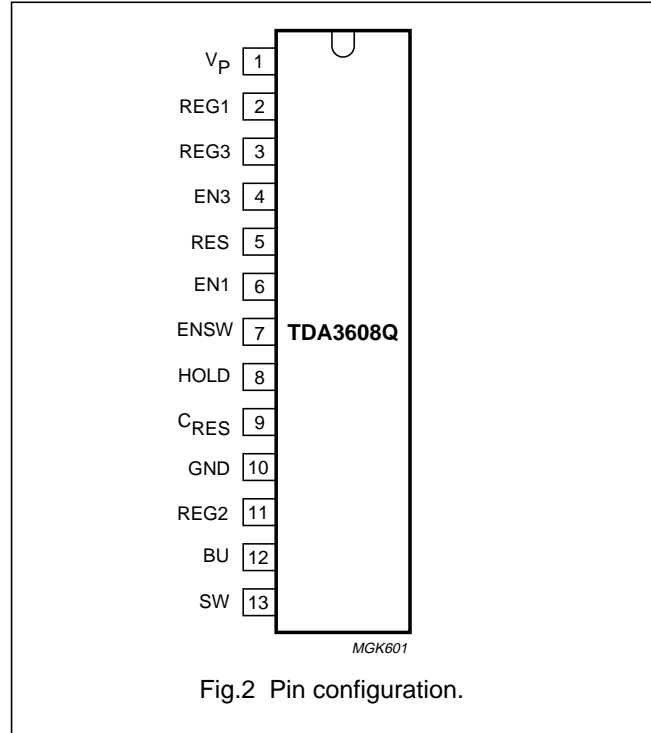 V_P 1
REG1 2
REG3 3
EN3 4
RES 5
EN1 6
ENSW 7 TDA3608Q
HOLD 8
C_RES 9
GND 10
REG2 11
BU 12
SW 13
MGK601
Fig.2 Pin configuration.